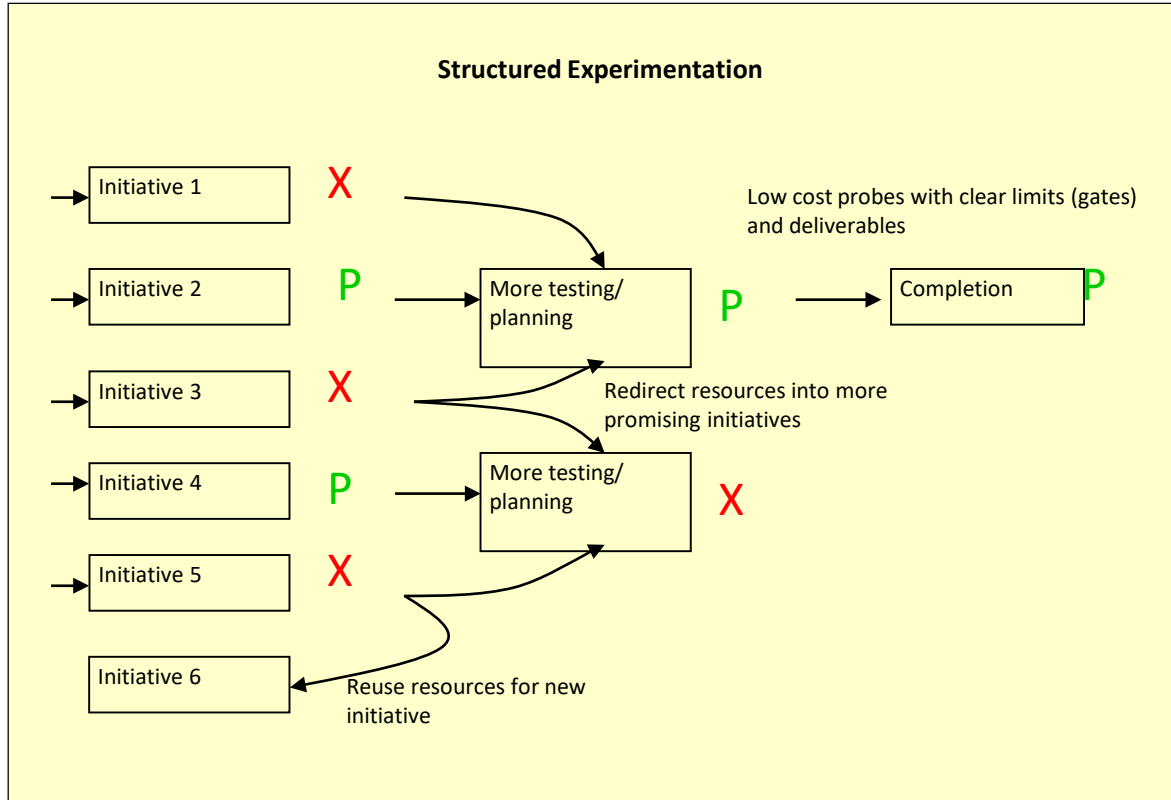 Structured Experimentation
Initiative 1
X
Low cost probes with clear limits (gates)
and deliverables
Initiative 2
P
More testing/
planning
P
Completion
P
Initiative 3
X
Redirect resources into more
promising initiatives
Initiative 4
P
More testing/
planning
X
Initiative 5
X
Initiative 6
Reuse resources for new
initiative